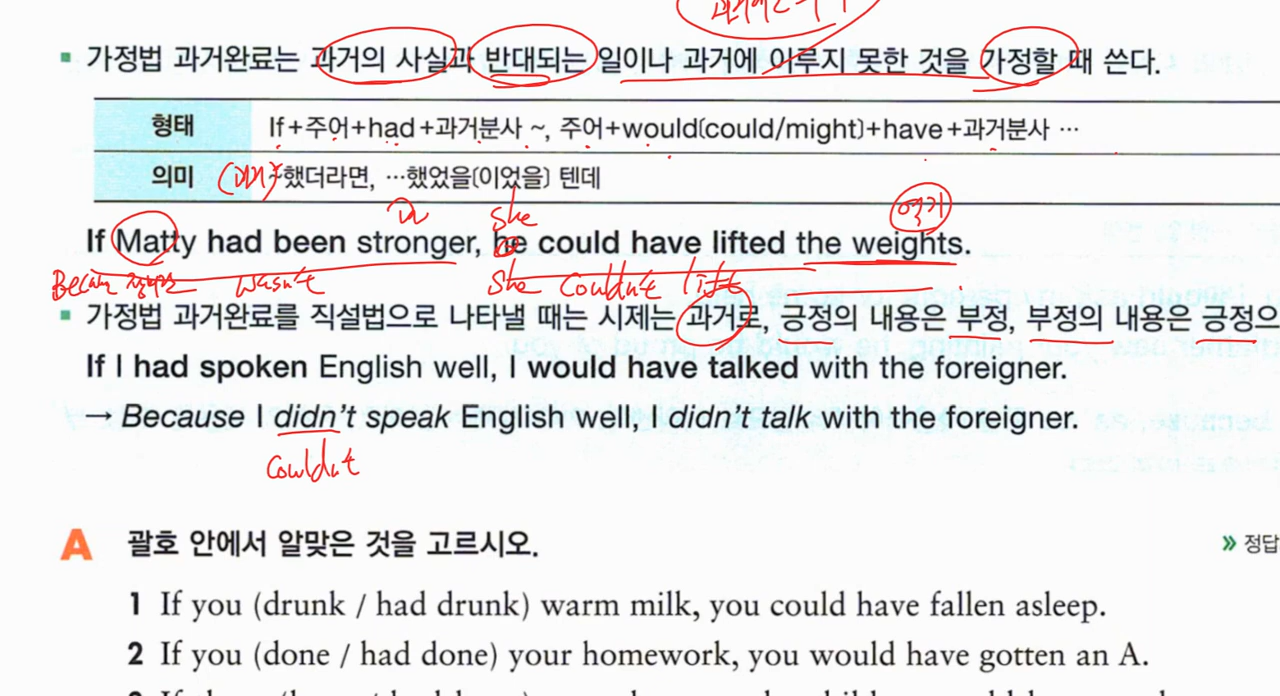 가정법 과거완료는 과거의 사실과 반대되는 일이나 과거에 이루지 못한 것을 가정할 때 쓴다.
형태 If+주어+had+과거분사 ~, 주어+would(could/might)+have+과거분사 …
의미 ~했더라면, …했었을(이었을) 텐데
she
역기
If Matty had been stronger, he could have lifted the weights.
wasn't she couldn't lift
가정법 과거완료를 직설법으로 나타낼 때는 시제는 과거로, 긍정의 내용은 부정, 부정의 내용은 긍정으
If I had spoken English well, I would have talked with the foreigner.
→ Because I didn't speak English well, I didn't talk with the foreigner.
couldn't
A 괄호 안에서 알맞은 것을 고르시오.
» 정답
1 If you (drunk / had drunk) warm milk, you could have fallen asleep.
2 If you (done / had done) your homework, you would have gotten an A.